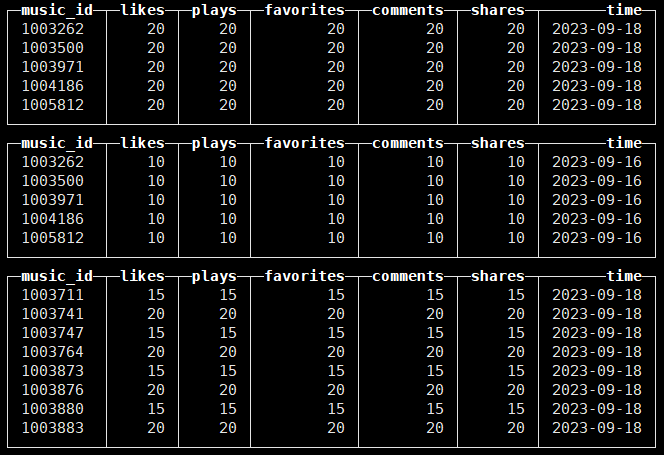 music_id likes plays favorites comments shares time
1003262 20 20 20 20 20 2023-09-18
1003500 20 20 20 20 20 2023-09-18
1003971 20 20 20 20 20 2023-09-18
1004186 20 20 20 20 20 2023-09-18
1005812 20 20 20 20 20 2023-09-18
music_id likes plays favorites comments shares time
1003262 10 10 10 10 10 2023-09-16
1003500 10 10 10 10 10 2023-09-16
1003971 10 10 10 10 10 2023-09-16
1004186 10 10 10 10 10 2023-09-16
1005812 10 10 10 10 10 2023-09-16
music_id likes plays favorites comments shares time
1003711 15 15 15 15 15 2023-09-18
1003741 20 20 20 20 20 2023-09-18
1003747 15 15 15 15 15 2023-09-18
1003764 20 20 20 20 20 2023-09-18
1003873 15 15 15 15 15 2023-09-18
1003876 20 20 20 20 20 2023-09-18
1003880 15 15 15 15 15 2023-09-18
1003883 20 20 20 20 20 2023-09-18